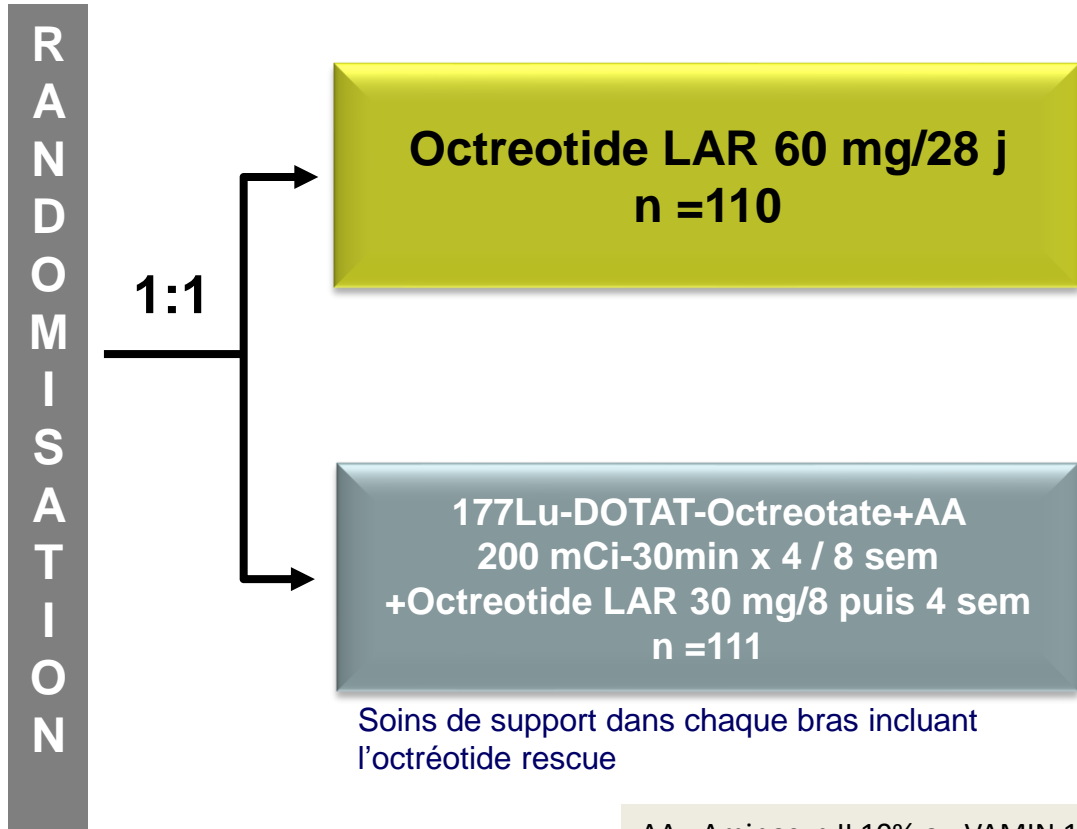 RANDOMISATION
1:1
Octreotide LAR 60 mg/28 j
n =110
177Lu-DOTAT-Octreotate+AA
200 mCi-30min x 4 / 8 sem
+Octreotide LAR 30 mg/8 puis 4 sem
n =111
Soins de support dans chaque bras incluant
l'octréotide rescue